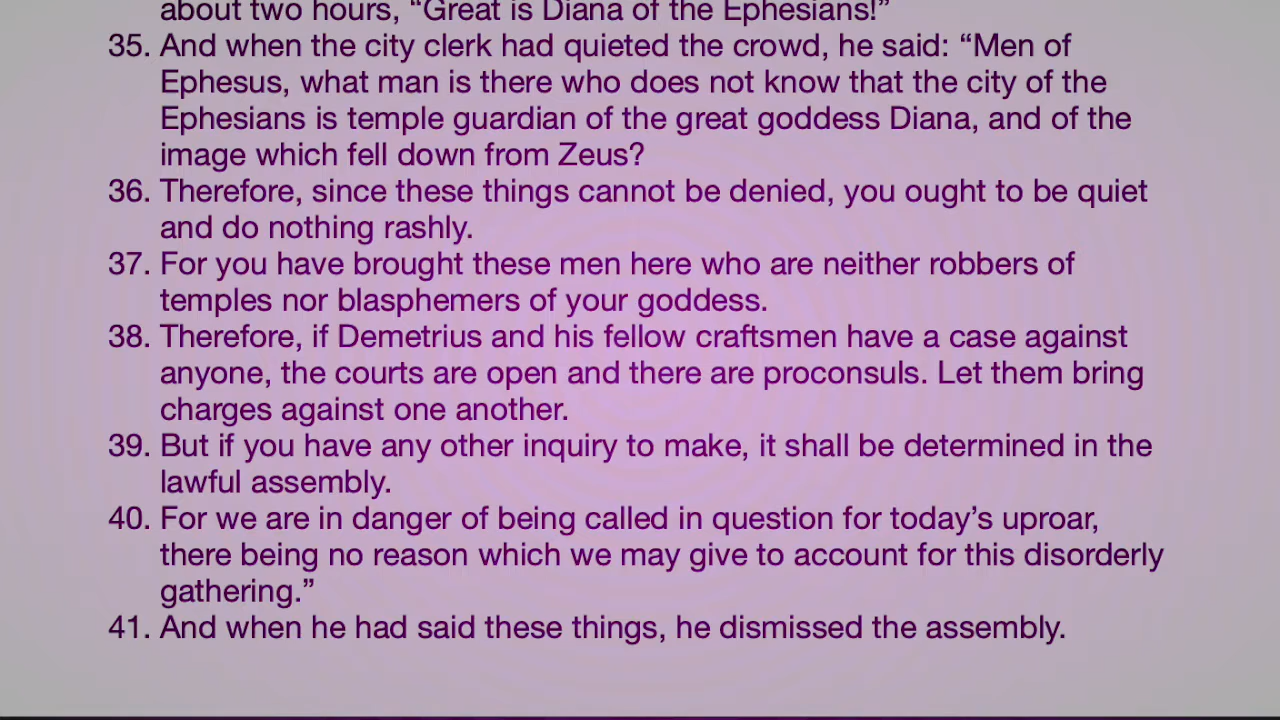 about two hours, “Great is Diana of the Ephesians!”
35. And when the city clerk had quieted the crowd, he said: “Men of
Ephesus, what man is there who does not know that the city of the
Ephesians is temple guardian of the great goddess Diana, and of the
image which fell down from Zeus?
36. Therefore, since these things cannot be denied, you ought to be quiet
and do nothing rashly.
37. For you have brought these men here who are neither robbers of
temples nor blasphemers of your goddess.
38. Therefore, if Demetrius and his fellow craftsmen have a case against
anyone, the courts are open and there are proconsuls. Let them bring
charges against one another.
39. But if you have any other inquiry to make, it shall be determined in the
lawful assembly.
40. For we are in danger of being called in question for today’s uproar,
there being no reason which we may give to account for this disorderly
gathering.”
41. And when he had said these things, he dismissed the assembly.